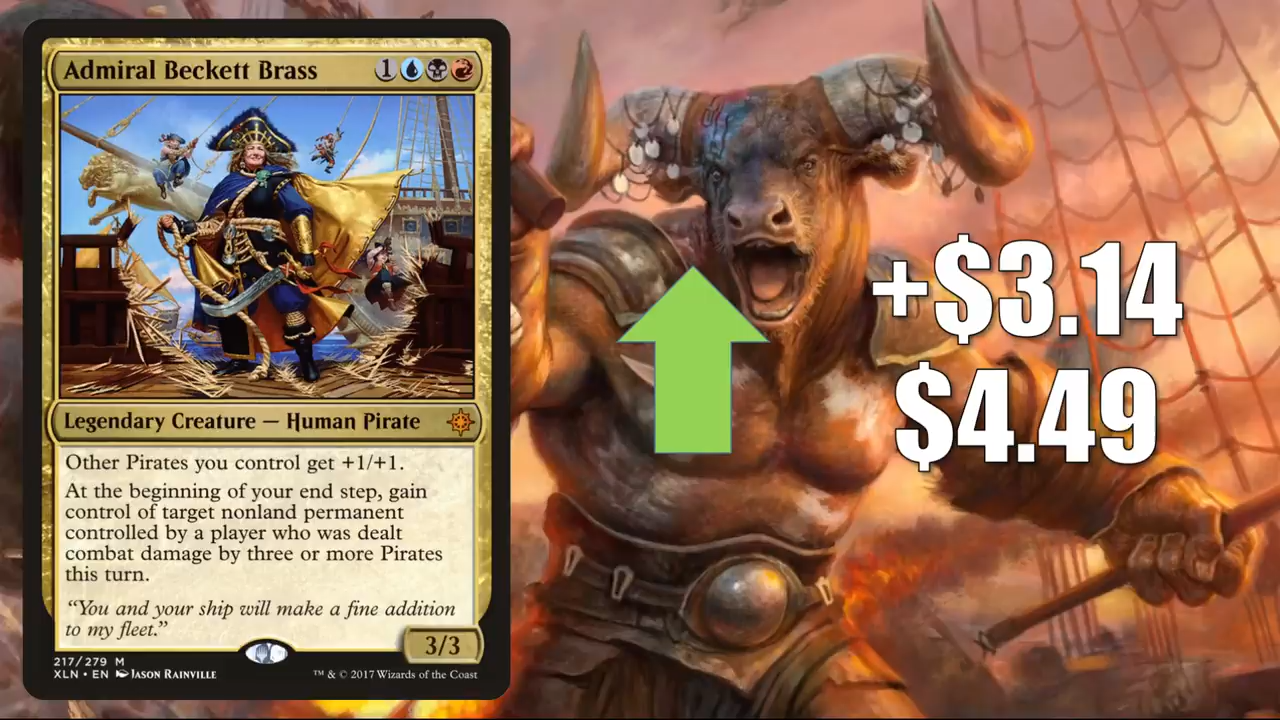 Admiral Beckett Brass 1
Legendary Creature — Human Pirate
Other Pirates you control get +1/+1.
At the beginning of your end step, gain
control of target nonland permanent
controlled by a player who was dealt
combat damage by three or more Pirates
this turn.
“You and your ship will make a fine addition
to my fleet.”
3/3
217/279 M
XLN • EN JASON RAINVILLE
™ & © 2017 Wizards of the Coast
+$3.14
$4.49